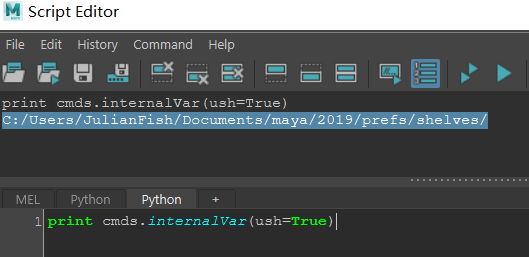 Script Editor
File Edit History Command Help
print cmds.internalVar(ush=True)
C:/Users/JulianFish/Documents/maya/2019/prefs/shelves/
MEL Python Python +
1 print cmds.internalVar(ush=True)